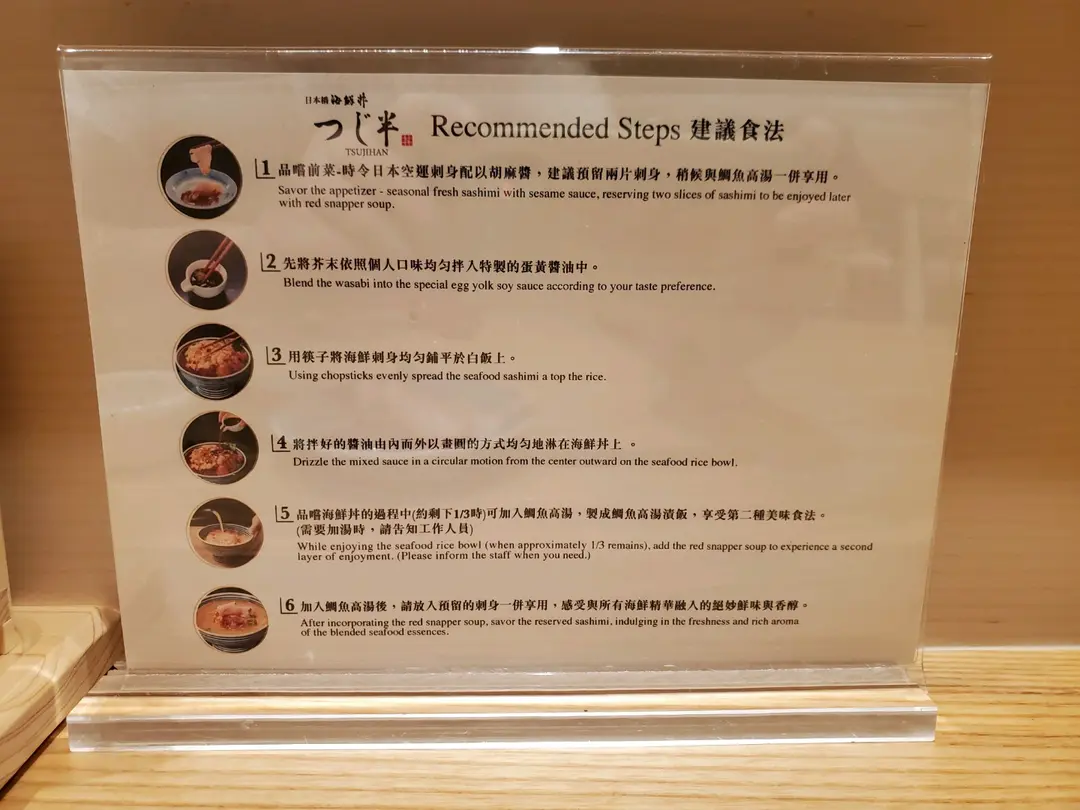 日本橋 海鮮丼
つじ半
TSUJIHAN
Recommended Steps 建議食法
1 品嚐前菜-時令日本空運刺身配以胡麻醬，建議預留兩片刺身，稍候與鯛魚高湯一併享用。
Savor the appetizer - seasonal fresh sashimi with sesame sauce, reserving two slices of sashimi to be enjoyed later
with red snapper soup.
2 先將芥末依照個人口味均勻拌入特製的蛋黃醬油中。
Blend the wasabi into the special egg yolk soy sauce according to your taste preference.
3 用筷子將海鮮刺身均勻鋪平於白飯上。
Using chopsticks evenly spread the seafood sashimi a top the rice.
4 將拌好的醬油由內而外以畫圓的方式均勻地淋在海鮮丼上 。
Drizzle the mixed sauce in a circular motion from the center outward on the seafood rice bowl.
5 品嚐海鮮丼的過程中(約剩下1/3時)可加入鯛魚高湯，製成鯛魚高湯漬飯，享受第二種美味食法。
(需要加湯時，請告知工作人員)
While enjoying the seafood rice bowl (when approximately 1/3 remains), add the red snapper soup to experience a second
layer of enjoyment. (Please inform the staff when you need.)
6 加入鯛魚高湯後，請放入預留的刺身一併享用，感受與所有海鮮精華融入的絕妙鮮味與香醇。
After incorporating the red snapper soup, savor the reserved sashimi, indulging in the freshness and rich aroma
of the blended seafood essences.